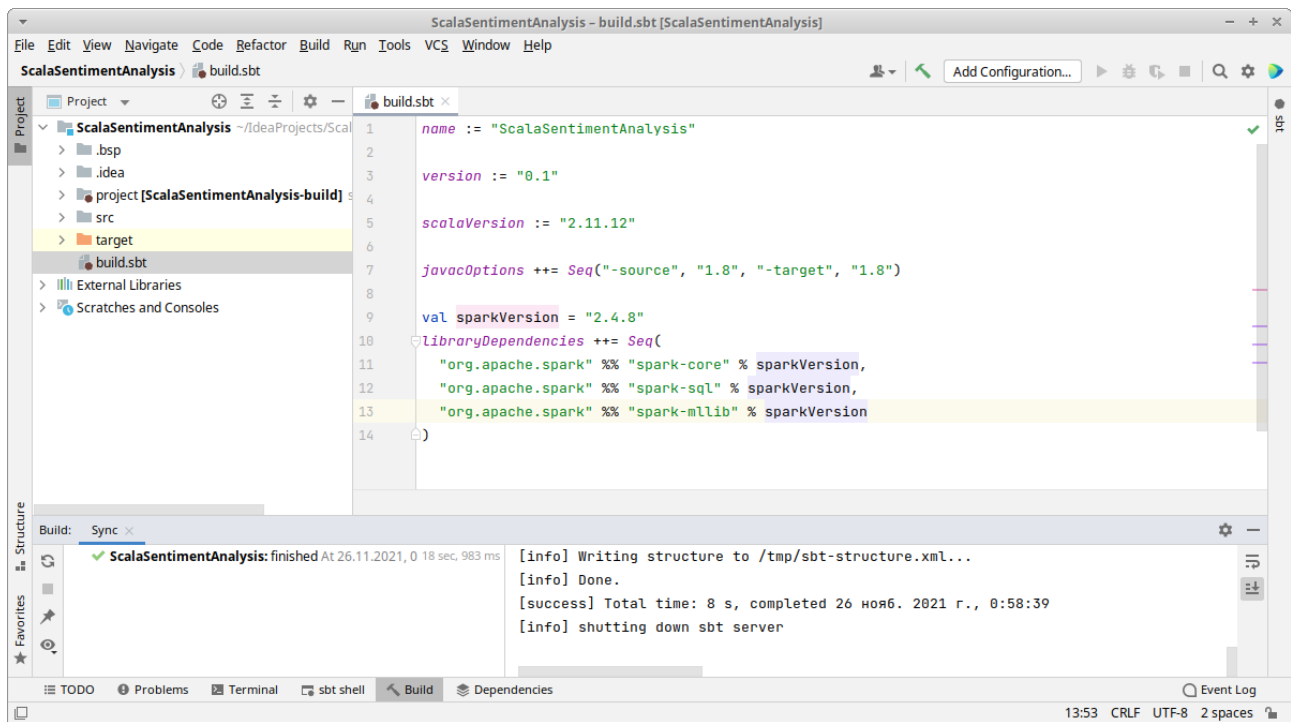 ScalaSentimentAnalysis – build.sbt [ScalaSentimentAnalysis]
File Edit View Navigate Code Refactor Build Run Tools VCS Window Help
ScalaSentimentAnalysis build.sbt Add Configuration...
Project
Project
build.sbt
sbt
ScalaSentimentAnalysis ~/IdeaProjects/Scal
.bsp
.idea
project [ScalaSentimentAnalysis-build] s
src
target
build.sbt
External Libraries
Scratches and Consoles
1 name := "ScalaSentimentAnalysis"
2
3 version := "0.1"
4
5 scalaVersion := "2.11.12"
6
7 javacOptions ++= Seq("-source", "1.8", "-target", "1.8")
8
9 val sparkVersion = "2.4.8"
10 libraryDependencies ++= Seq(
11 "org.apache.spark" %% "spark-core" % sparkVersion,
12 "org.apache.spark" %% "spark-sql" % sparkVersion,
13 "org.apache.spark" %% "spark-mllib" % sparkVersion
14 )
Structure
Favorites
Build: Sync
ScalaSentimentAnalysis: finished At 26.11.2021, 0 18 sec, 983 ms
[info] Writing structure to /tmp/sbt-structure.xml...
[info] Done.
[success] Total time: 8 s, completed 26 нояб. 2021 г., 0:58:39
[info] shutting down sbt server
TODO Problems Terminal sbt shell Build Dependencies Event Log
13:53 CRLF UTF-8 2 spaces